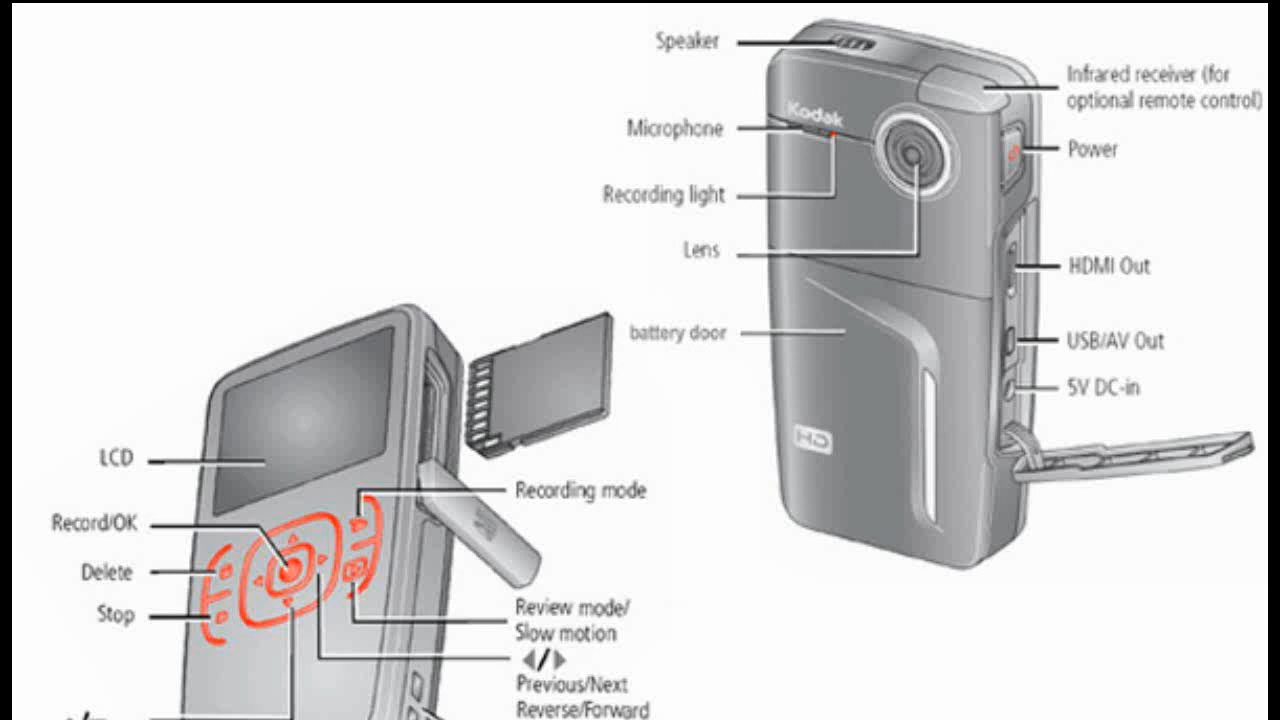 Speaker
Infrared receiver (for
optional remote control)
Kodak
Microphone
Power
Recording light
Lens
HDMI Out
battery door
USB/AV Out
5V DC-in
HD
LCD
Recording mode
Record/OK
Delete
Stop
Review mode/
Slow motion
◀/▶
Previous/Next
Reverse/Forward